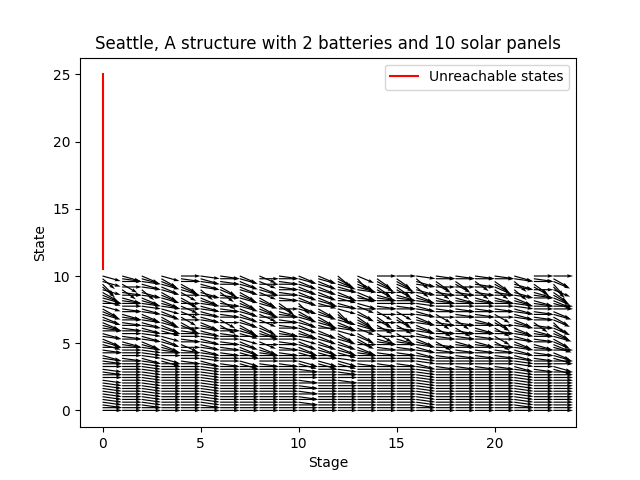 Seattle, A structure with 2 batteries and 10 solar panels
Unreachable states
25
20
15
10
5
0
State
0 5 10 15 20
Stage